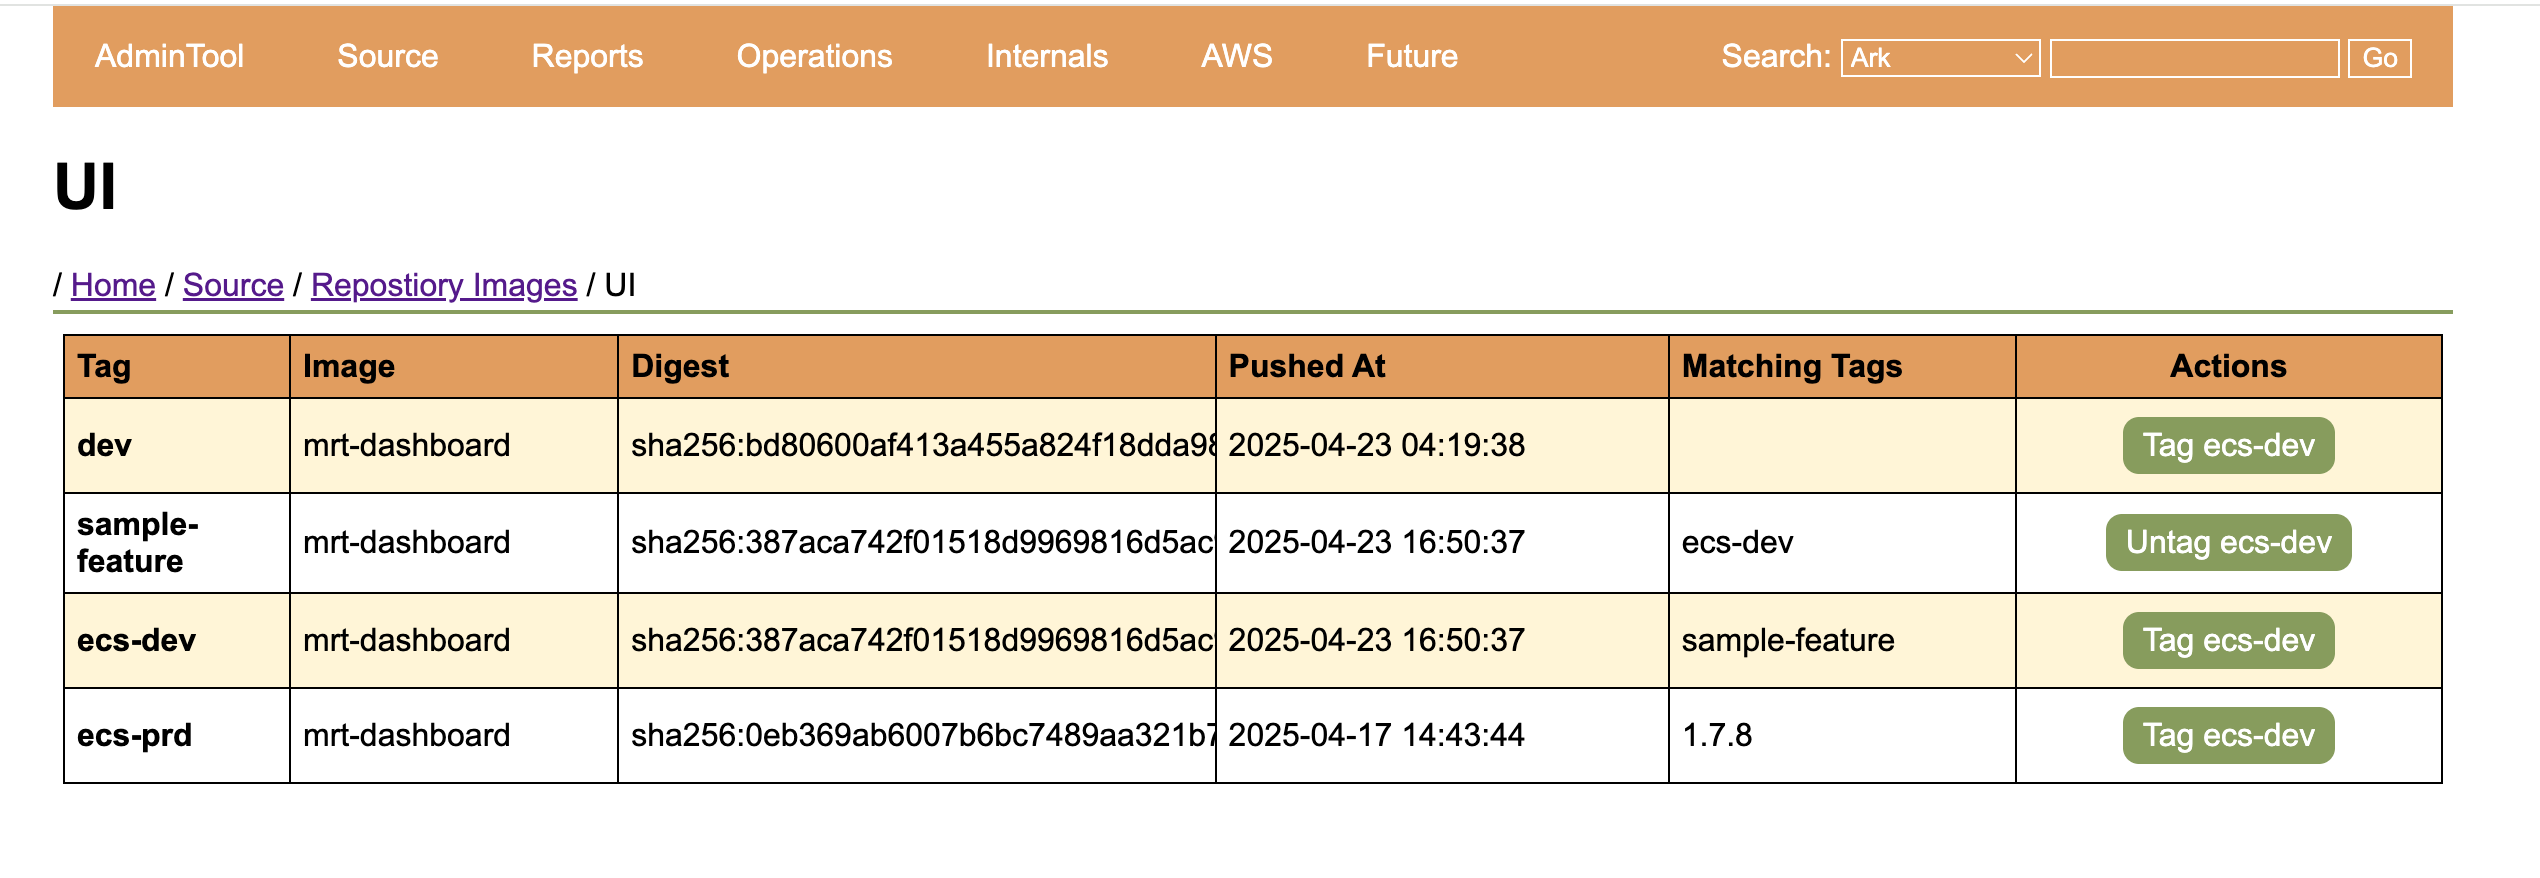 AdminTool Source Reports Operations Internals AWS Future Search: Ark Go
UI
/ Home / Source / Repostiory Images / UI
Tag Image Digest Pushed At Matching Tags Actions
dev mrt-dashboard sha256:bd80600af413a455a824f18dda98 2025-04-23 04:19:38 Tag ecs-dev
sample-
feature mrt-dashboard sha256:387aca742f01518d9969816d5ac 2025-04-23 16:50:37 ecs-dev Untag ecs-dev
ecs-dev mrt-dashboard sha256:387aca742f01518d9969816d5ac 2025-04-23 16:50:37 sample-feature Tag ecs-dev
ecs-prd mrt-dashboard sha256:0eb369ab6007b6bc7489aa321b7 2025-04-17 14:43:44 1.7.8 Tag ecs-dev